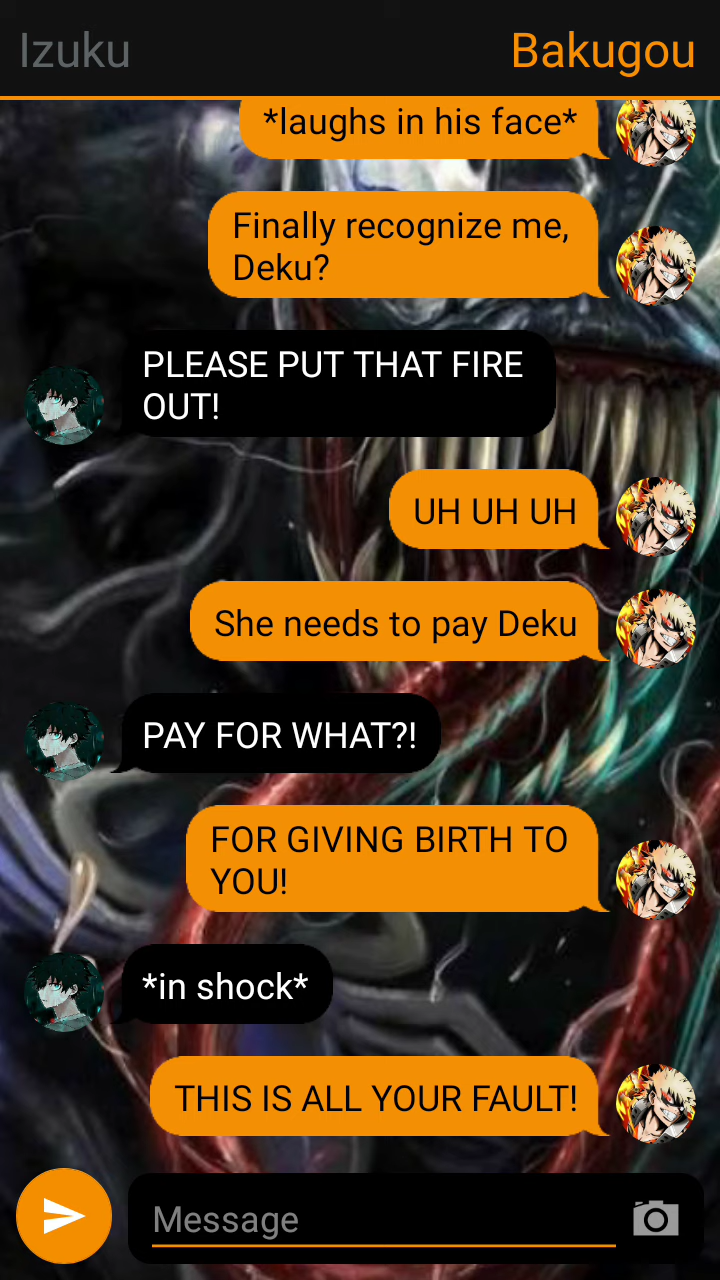 Izuku
Bakugou
*laughs in his face*
Finally recognize me,
Deku?
PLEASE PUT THAT FIRE
OUT!
UH UH UH
She needs to pay Deku
PAY FOR WHAT?!
FOR GIVING BIRTH TO
YOU!
*in shock*
THIS IS ALL YOUR FAULT!
Message